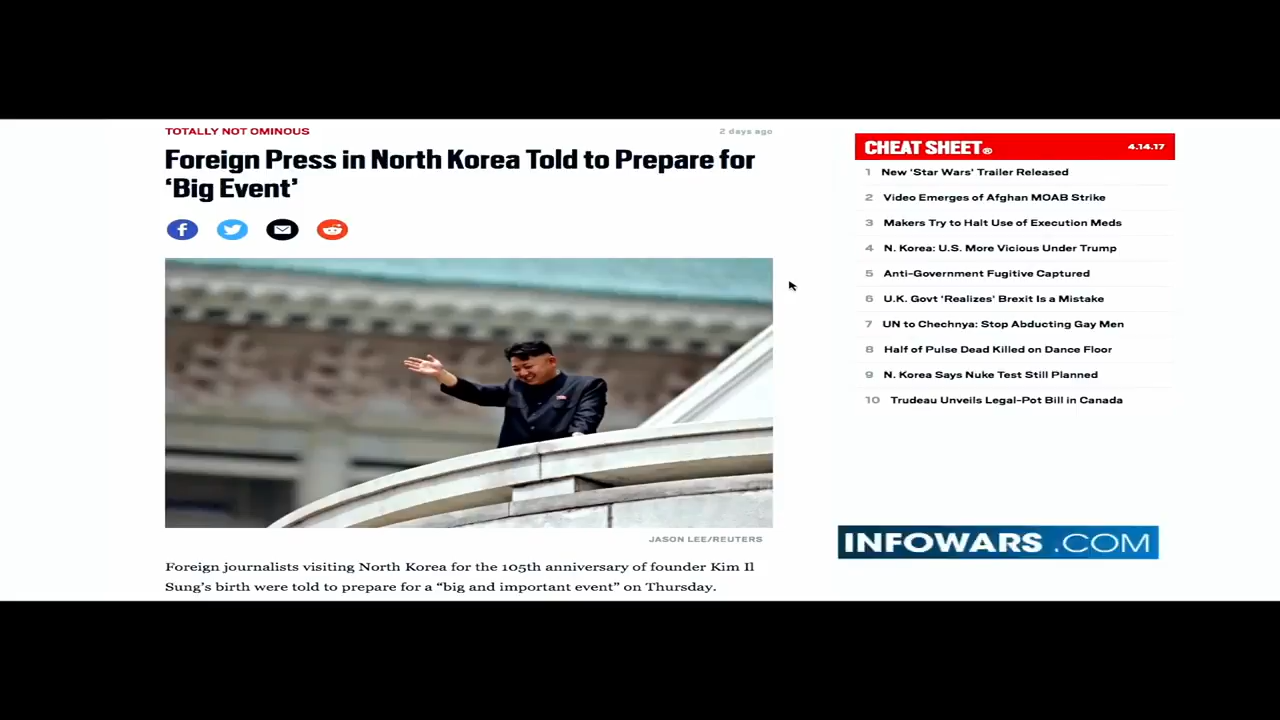 TOTALLY NOT OMINOUS
2 days ago
Foreign Press in North Korea Told to Prepare for
‘Big Event’
JASON LEE/REUTERS
Foreign journalists visiting North Korea for the 105th anniversary of founder Kim Il
Sung’s birth were told to prepare for a “big and important event” on Thursday.
CHEAT SHEET®
4.14.17
1 New ‘Star Wars’ Trailer Released
2 Video Emerges of Afghan MOAB Strike
3 Makers Try to Halt Use of Execution Meds
4 N. Korea: U.S. More Vicious Under Trump
5 Anti-Government Fugitive Captured
6 U.K. Govt ‘Realizes’ Brexit Is a Mistake
7 UN to Chechnya: Stop Abducting Gay Men
8 Half of Pulse Dead Killed on Dance Floor
9 N. Korea Says Nuke Test Still Planned
10 Trudeau Unveils Legal-Pot Bill in Canada
INFOWARS.COM